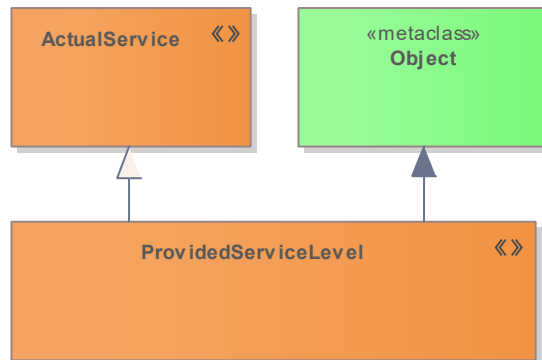 ActualService «»
«metaclass»
Object
ProvidedServiceLevel «»